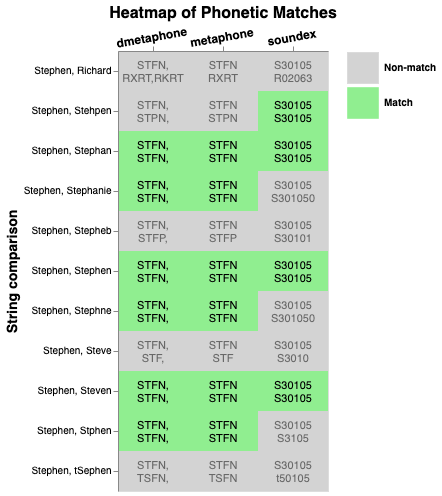 Heatmap of Phonetic Matches
dmetaphone metaphone soundex
Stephen, Richard STFN, STFN S30105
RXRT,RKRT RXRT R02063
Stephen, Stehpen STFN, STFN S30105
STPN, STPN S30105
Stephen, Stephan STFN, STFN S30105
STFN, STFN S30105
Stephen, Stephanie STFN, STFN S30105
STFN, STFN S301050
Stephen, Stepheb STFN, STFN S30105
STFP, STFP S30101
Stephen, Stephen STFN, STFN S30105
STFN, STFN S30105
Stephen, Stephne STFN, STFN S30105
STFN, STFN S301050
Stephen, Steve STFN, STFN S30105
STF, STF S3010
Stephen, Steven STFN, STFN S30105
STFN, STFN S30105
Stephen, Stphen STFN, STFN S30105
STFN, STFN S3105
Stephen, tSephen STFN, STFN S30105
TSFN, TSFN t50105
String comparison
Non-match
Match